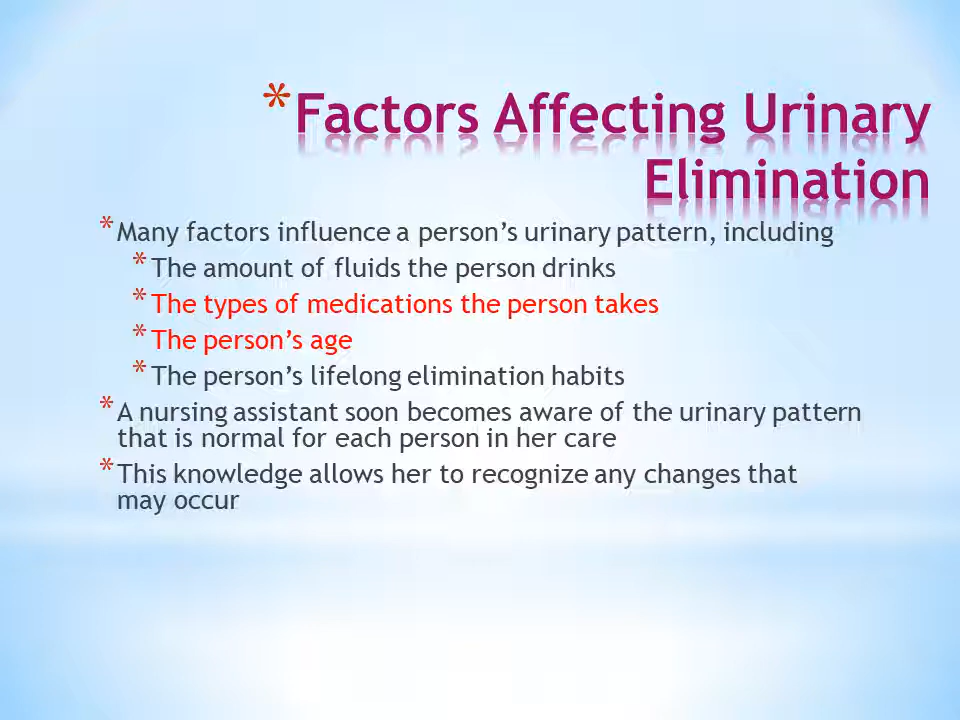 *Factors Affecting Urinary
Elimination
*Many factors influence a person’s urinary pattern, including
*The amount of fluids the person drinks
*The types of medications the person takes
*The person’s age
*The person’s lifelong elimination habits
*A nursing assistant soon becomes aware of the urinary pattern
that is normal for each person in her care
*This knowledge allows her to recognize any changes that
may occur